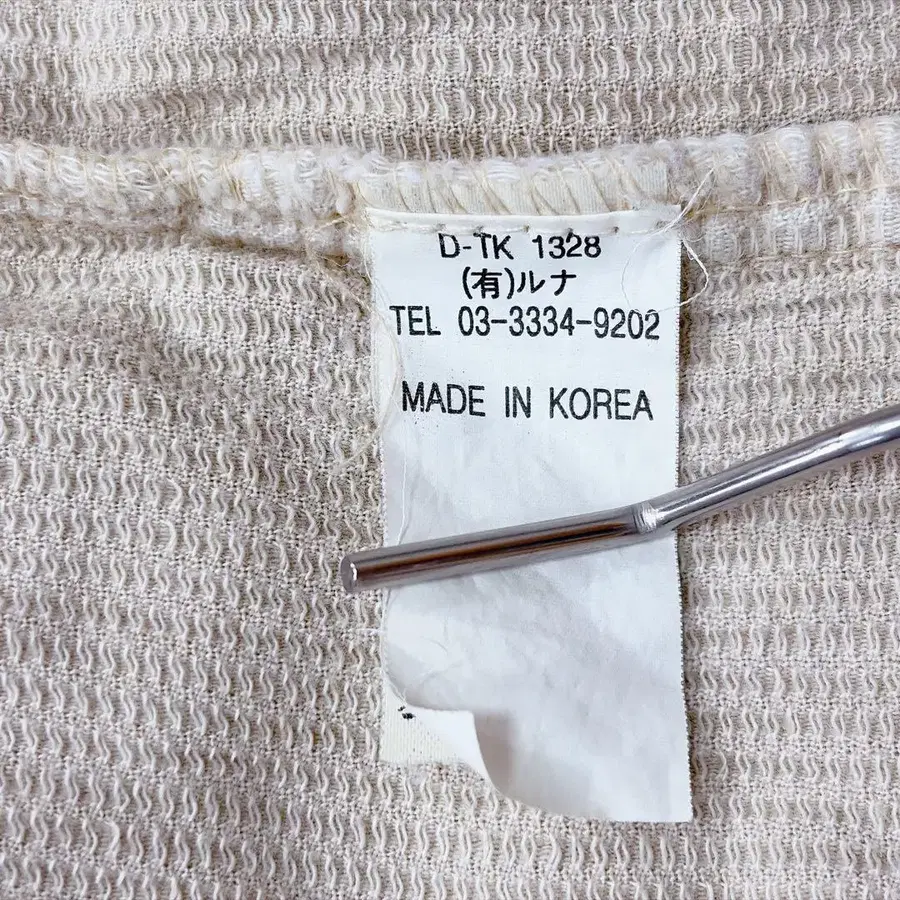 D-TK 1328
(有)ルナ
TEL 03-3334-9202
MADE IN KOREA